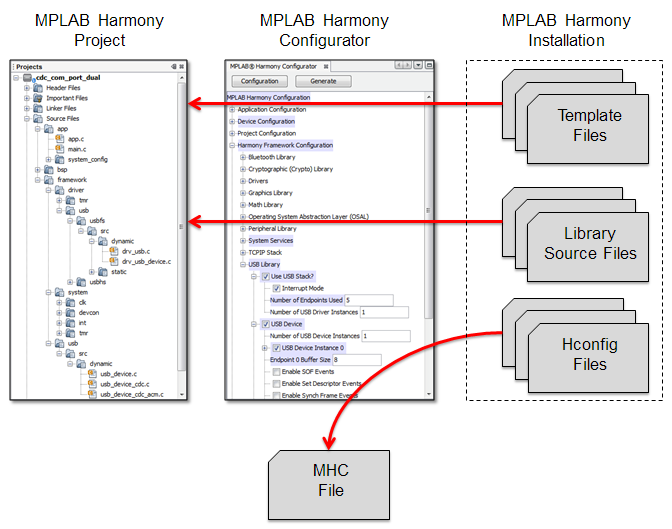 MPLAB Harmony
Project
MPLAB Harmony
Configurator
MPLAB Harmony
Installation
Projects
cdc_com_port_dual
Header Files
Important Files
Linker Files
Source Files
app
app.c
main.c
system_config
bsp
framework
driver
tmr
usb
usbfs
src
dynamic
drv_usb.c
drv_usb_device.c
static
usbhs
system
clk
devcon
int
tmr
usb
src
dynamic
usb_device.c
usb_device_cdc.c
usb_device_cdc_acm.c
MPLAB® Harmony Configurator
Configuration
Generate
MPLAB Harmony Configuration
Application Configuration
Device Configuration
Project Configuration
Harmony Framework Configuration
Bluetooth Library
Cryptographic (Crypto) Library
Drivers
Graphics Library
Math Library
Operating System Abstraction Layer (OSAL)
Peripheral Library
System Services
TCPIP Stack
USB Library
Use USB Stack?
Interrupt Mode
Number of Endpoints Used 5
Number of USB Driver Instances 1
USB Device
Number of USB Device Instances 1
USB Device Instance 0
Endpoint 0 Buffer Size 8
Enable SOF Events
Enable Set Descriptor Events
Enable Synch Frame Events
Template
Files
Library
Source Files
Hconfig
Files
MHC
File